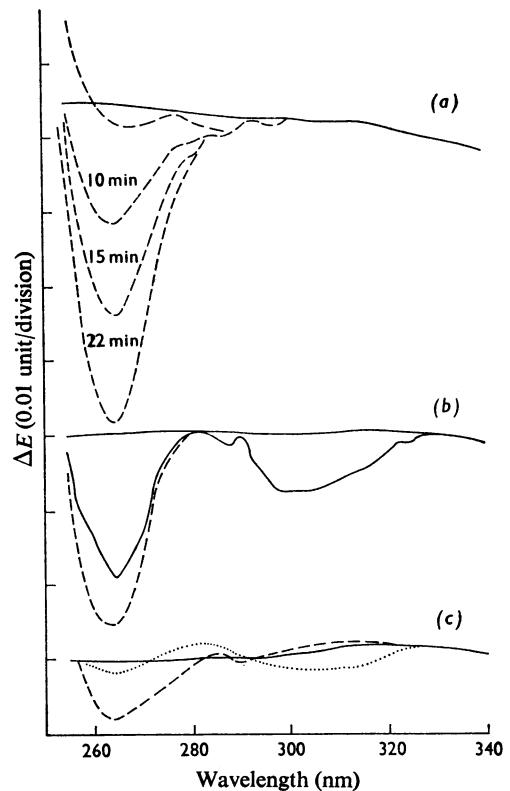 (a)
10 min
15 min
22 min
ΔE (0.01 unit/division)
(b)
(c)
260 280 300 320 340
Wavelength (nm)